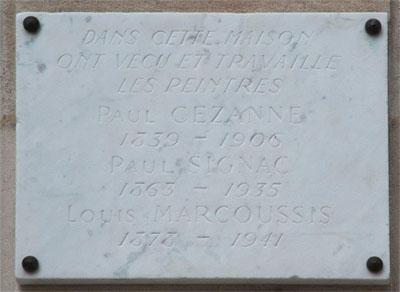 DANS CETTE MAISON
ONT VECU ET TRAVAILLE
LES PEINTRES
PAUL CEZANNE
1839 - 1906
PAUL SIGNAC
1863 - 1935
LOUIS MARCOUSSIS
1878 - 1941